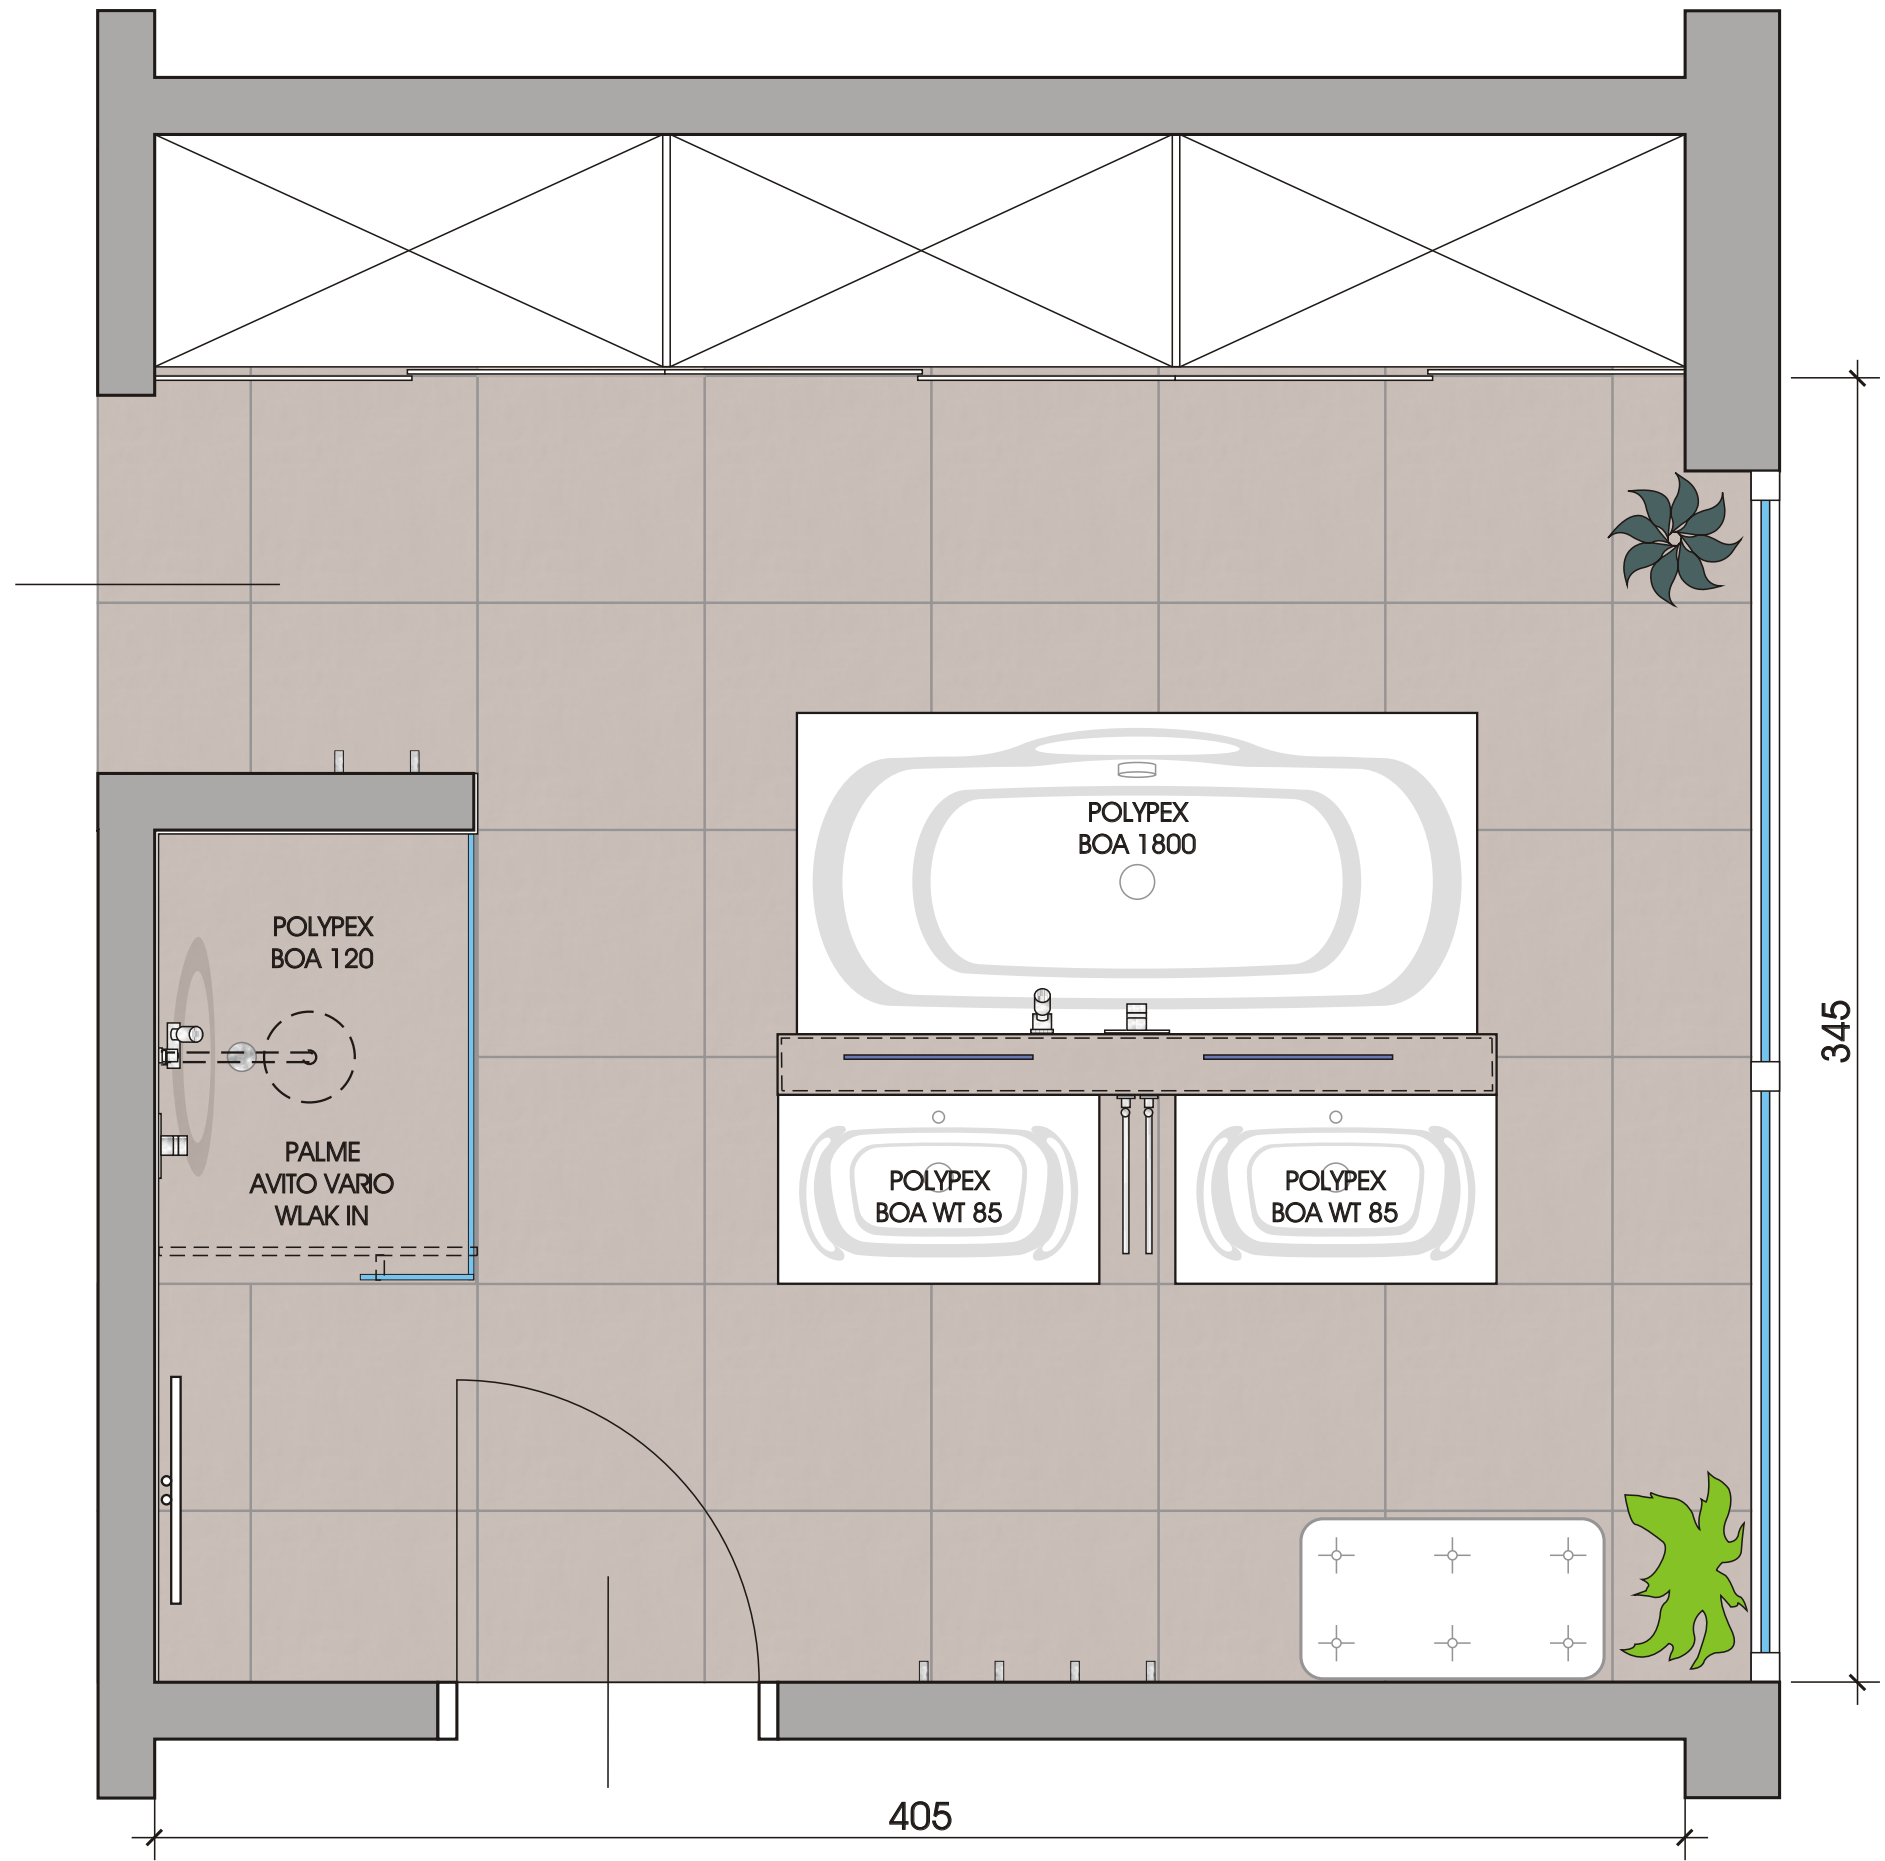 POLYPEX
BOA 1800
POLYPEX
BOA 120
PALME
AVITO VARIO
WLAK IN
POLYPEX
BOA WT 85
POLYPEX
BOA WT 85
345
405